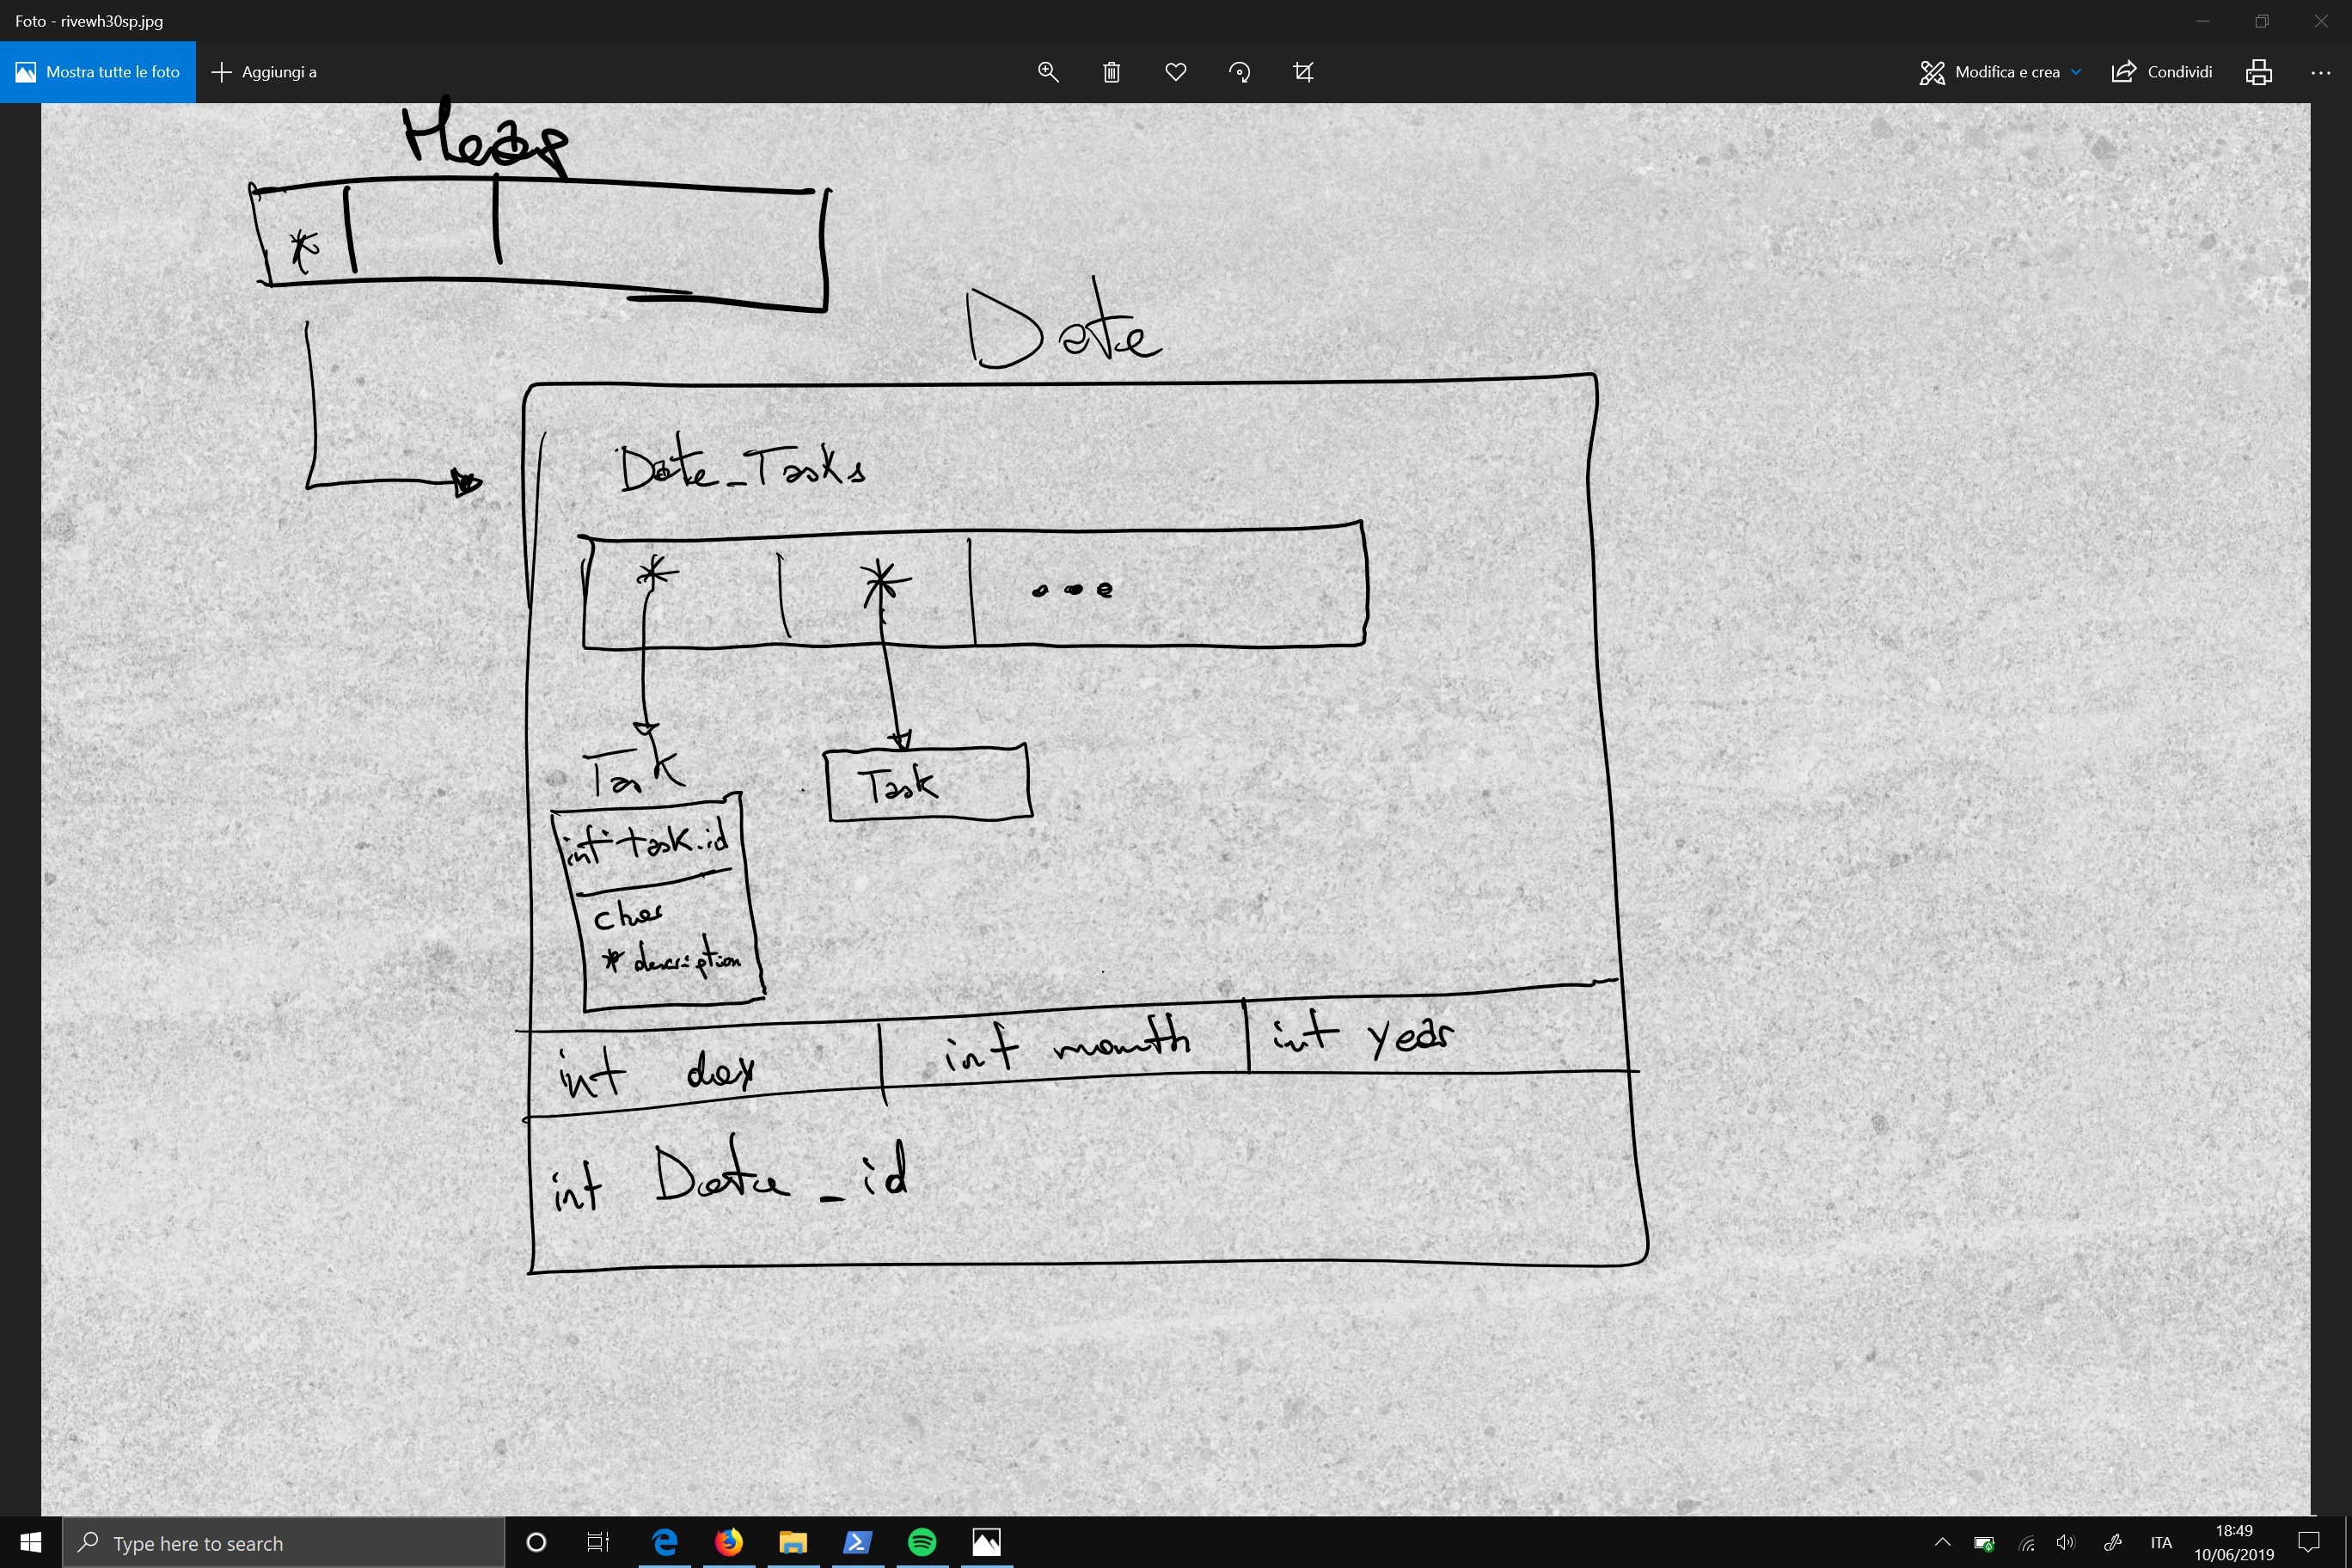 Foto - rivewh30sp.jpg
Mostra tutte le foto
Aggiungi a
Modifica e crea
Condividi
Heap
*
Date
Date_Tasks
* * ...
Task
Task
int task_id
char
* description
int day
int month
int year
int Date_id
Type here to search
ITA
18:49
10/06/2019